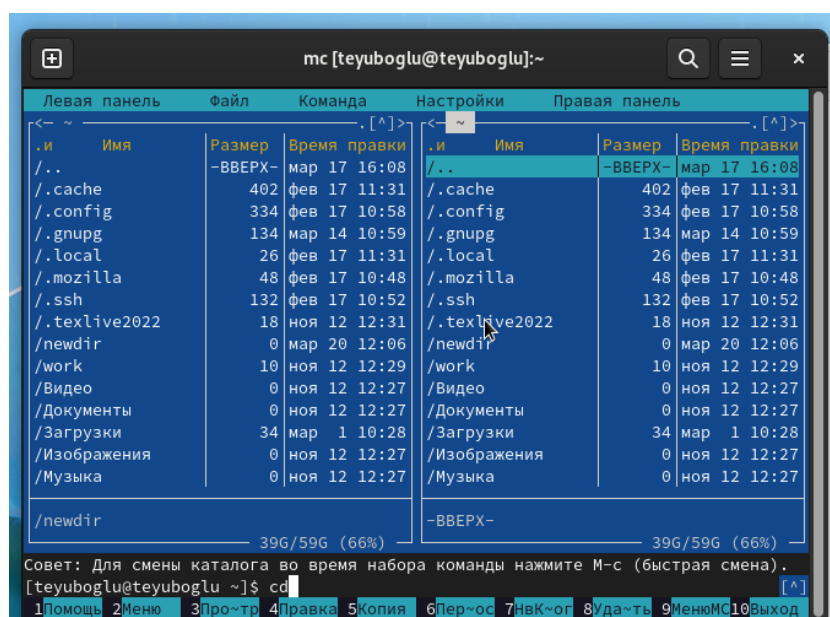 mc [teyuboglu@teyuboglu]:~
Левая панель Файл Команда Настройки Правая панель
<— ~ .[^]> <— ~ .[^]>
.и Имя Размер Время правки .и Имя Размер Время правки
/.. -ВВЕРХ- мар 17 16:08 /.. -ВВЕРХ- мар 17 16:08
/.cache 402 фев 17 11:31 /.cache 402 фев 17 11:31
/.config 334 фев 17 10:58 /.config 334 фев 17 10:58
/.gnupg 134 мар 14 10:59 /.gnupg 134 мар 14 10:59
/.local 26 фев 17 11:31 /.local 26 фев 17 11:31
/.mozilla 48 фев 17 10:48 /.mozilla 48 фев 17 10:48
/.ssh 132 фев 17 10:52 /.ssh 132 фев 17 10:52
/.texlive2022 18 ноя 12 12:31 /.texlive2022 18 ноя 12 12:31
/newdir 0 мар 20 12:06 /newdir 0 мар 20 12:06
/work 10 ноя 12 12:29 /work 10 ноя 12 12:29
/Видео 0 ноя 12 12:27 /Видео 0 ноя 12 12:27
/Документы 0 ноя 12 12:27 /Документы 0 ноя 12 12:27
/Загрузки 34 мар 1 10:28 /Загрузки 34 мар 1 10:28
/Изображения 0 ноя 12 12:27 /Изображения 0 ноя 12 12:27
/Музыка 0 ноя 12 12:27 /Музыка 0 ноя 12 12:27
/newdir -ВВЕРХ-
39G/59G (66%) 39G/59G (66%)
Совет: Для смены каталога во время набора команды нажмите M-c (быстрая смена).
[teyuboglu@teyuboglu ~]$ cd [^]
1Помощь 2Меню 3Про~тр 4Правка 5Копия 6Пер~ос 7НвК~ог 8Уда~ть 9МенюMC 10Выход